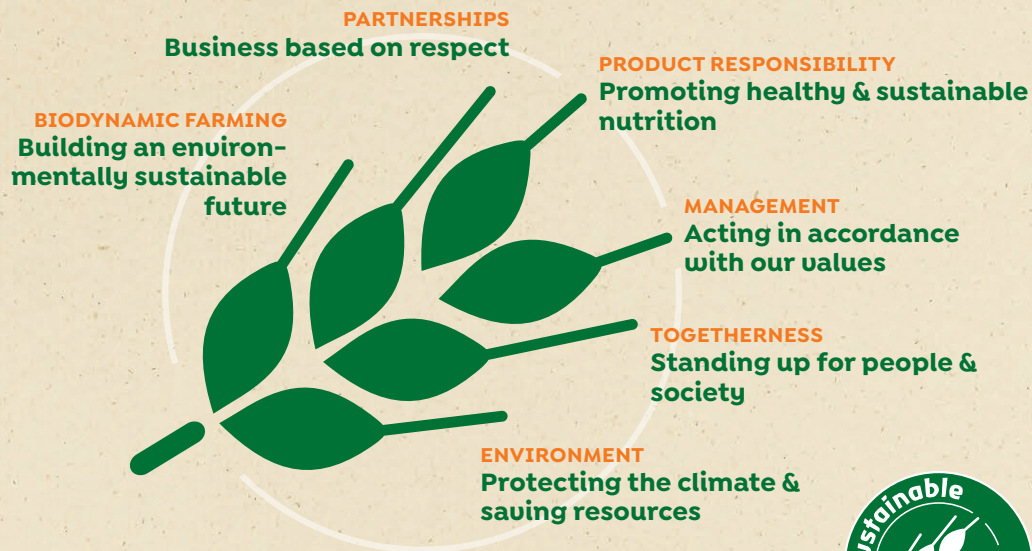 PARTNERSHIPS
Business based on respect
PRODUCT RESPONSIBILITY
Promoting healthy & sustainable
nutrition
BIODYNAMIC FARMING
Building an environ-
mentally sustainable
future
MANAGEMENT
Acting in accordance
with our values
TOGETHERNESS
Standing up for people &
society
ENVIRONMENT
Protecting the climate &
saving resources
ustainable